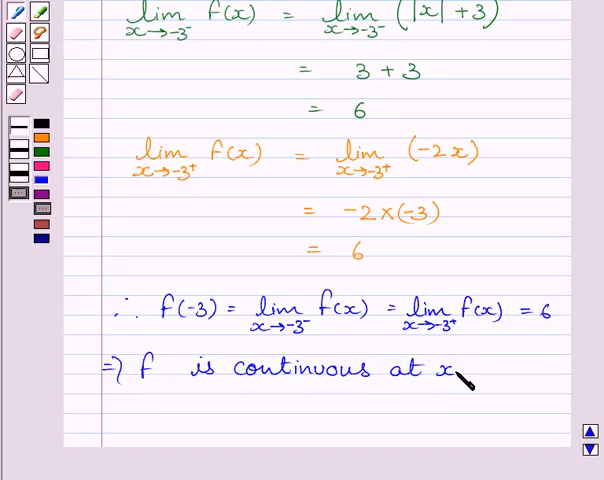 lim x→-3⁻ f(x) = lim x→-3⁻ (|x| + 3)
= 3 + 3
= 6
lim x→-3⁺ f(x) = lim x→-3⁺ (-2x)
= -2 × (-3)
= 6
∴ f(-3) = lim x→-3⁻ f(x) = lim x→-3⁺ f(x) = 6
⇒ f is continuous at x